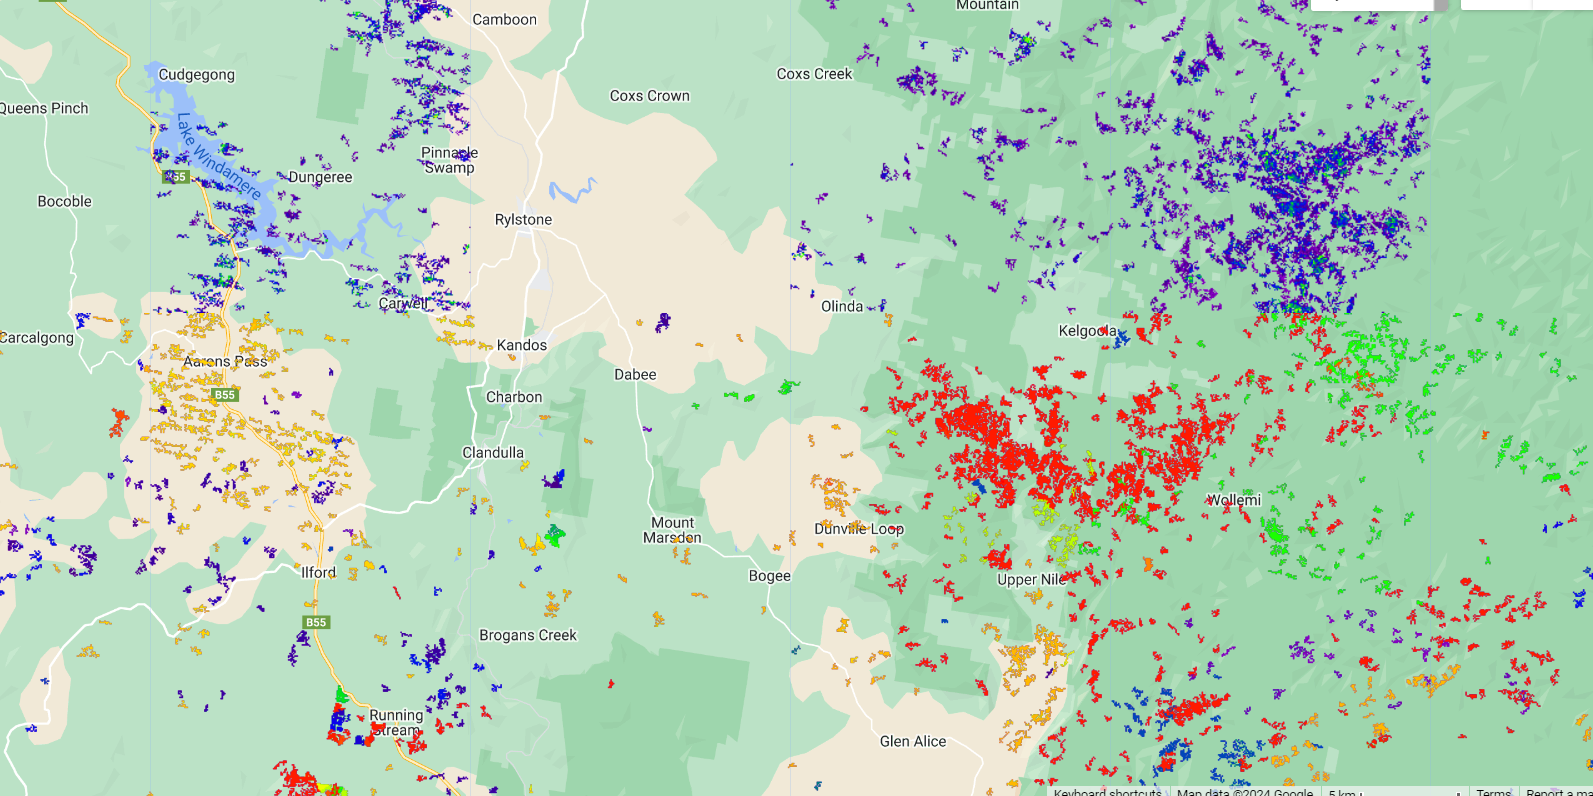 Mountain
Camboon
Cudgegong
Coxs Creek
Coxs Crown
Queens Pinch
Lake Windamere
Pinnacle
Swamp
B55
Dungeree
Bocoble
Rylstone
Carwell
Olinda
Kelgoola
Carcalgong
Kandos
Aarons Pass
Dabee
B55
Charbon
Clandulla
Wollemi
Mount
Marsden
Dunville Loop
Ilford
Bogee
Upper Nile
B55
Brogans Creek
Running
Stream
Glen Alice
Keyboard shortcuts
Map data ©2024 Google
5 km
Terms
Report a ma